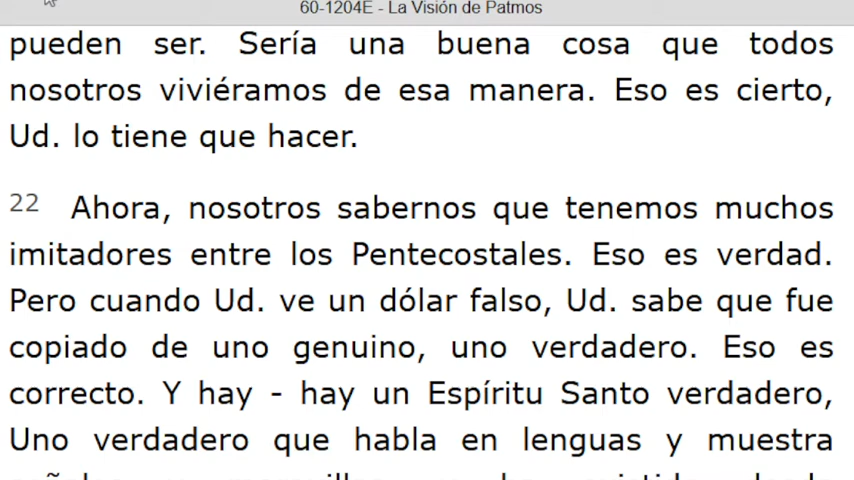 60-1204E - La Visión de Patmos
pueden ser. Sería una buena cosa que todos
nosotros viviéramos de esa manera. Eso es cierto,
Ud. lo tiene que hacer.
22 Ahora, nosotros sabernos que tenemos muchos
imitadores entre los Pentecostales. Eso es verdad.
Pero cuando Ud. ve un dólar falso, Ud. sabe que fue
copiado de uno genuino, uno verdadero. Eso es
correcto. Y hay - hay un Espíritu Santo verdadero,
Uno verdadero que habla en lenguas y muestra